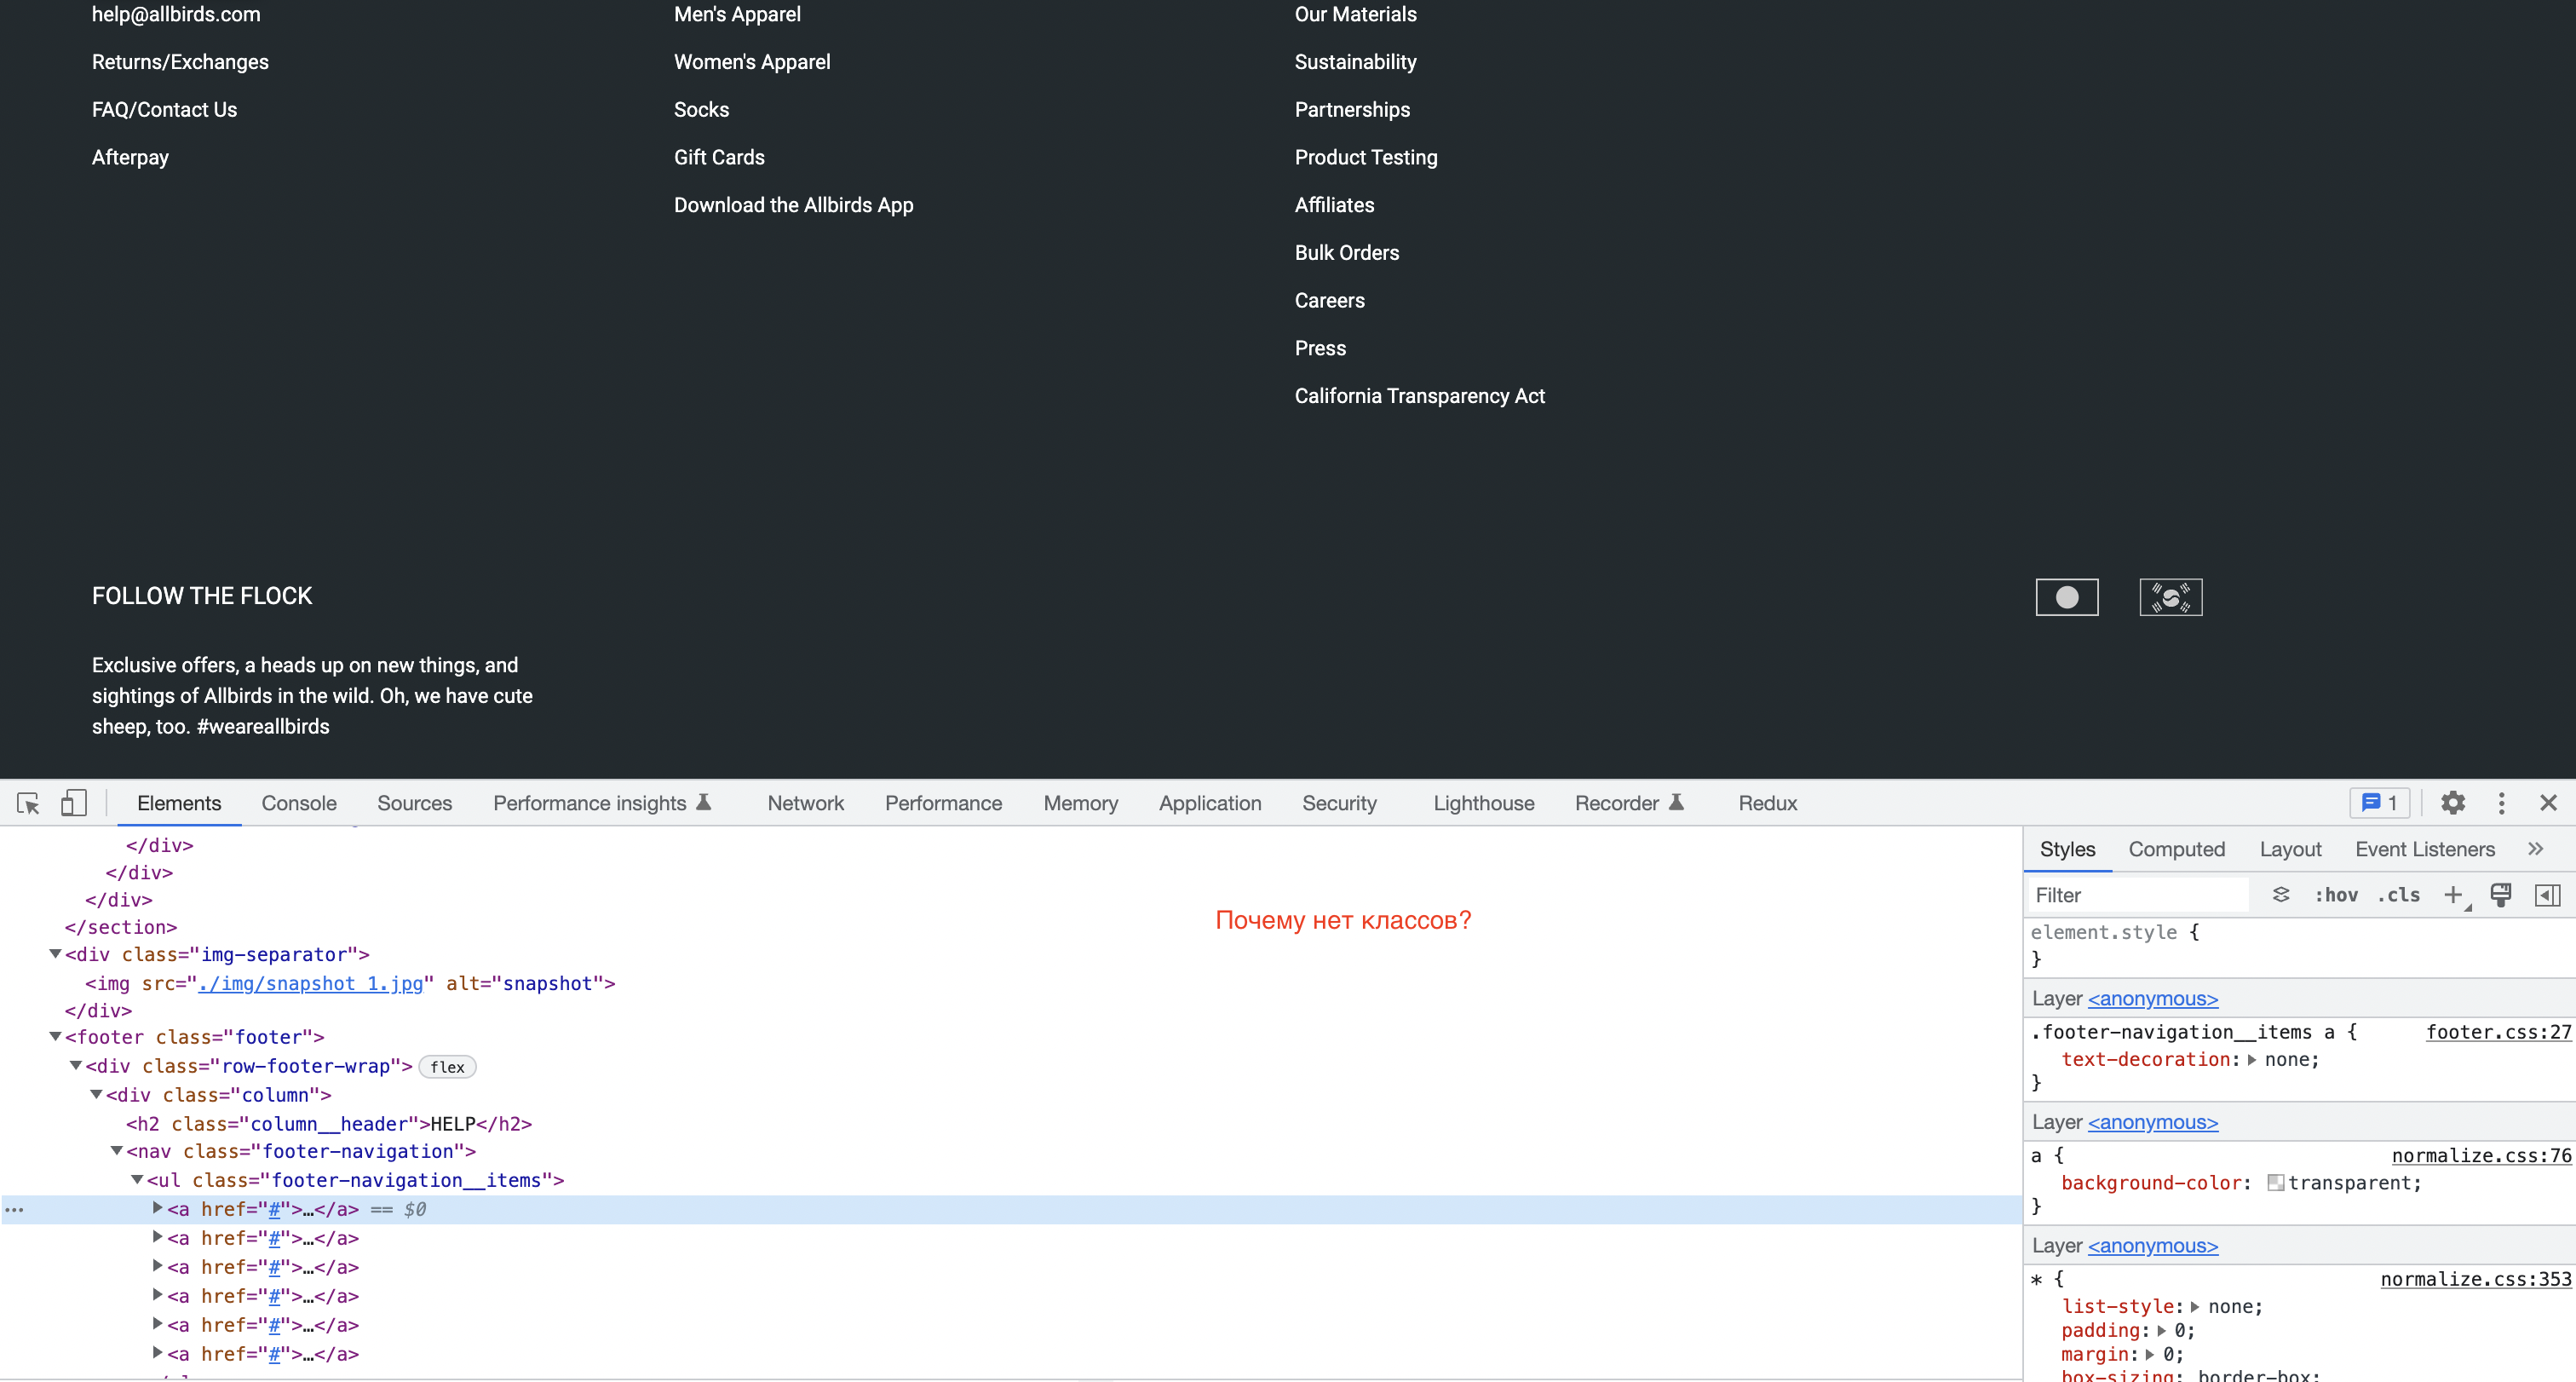 help@allbirds.com
Returns/Exchanges
FAQ/Contact Us
Afterpay
Men's Apparel
Women's Apparel
Socks
Gift Cards
Download the Allbirds App
Our Materials
Sustainability
Partnerships
Product Testing
Affiliates
Bulk Orders
Careers
Press
California Transparency Act
FOLLOW THE FLOCK
Exclusive offers, a heads up on new things, and
sightings of Allbirds in the wild. Oh, we have cute
sheep, too. #weareallbirds
Elements Console Sources Performance insights Network Performance Memory Application Security Lighthouse Recorder Redux 1
</div>
</div>
</div>
</section>
<div class="img-separator">
<img src="./img/snapshot_1.jpg" alt="snapshot">
</div>
<footer class="footer">
<div class="row-footer-wrap"> flex
<div class="column">
<h2 class="column__header">HELP</h2>
<nav class="footer-navigation">
<ul class="footer-navigation__items">
<a href="#">…</a> == $0
<a href="#">…</a>
<a href="#">…</a>
<a href="#">…</a>
<a href="#">…</a>
<a href="#">…</a>
Почему нет классов?
Styles Computed Layout Event Listeners »
Filter :hov .cls +
element.style {
}
Layer <anonymous>
.footer-navigation__items a { footer.css:27
text-decoration: none;
}
Layer <anonymous>
a { normalize.css:76
background-color: transparent;
}
Layer <anonymous>
* { normalize.css:353
list-style: none;
padding: 0;
margin: 0;
box-sizing: border-box;